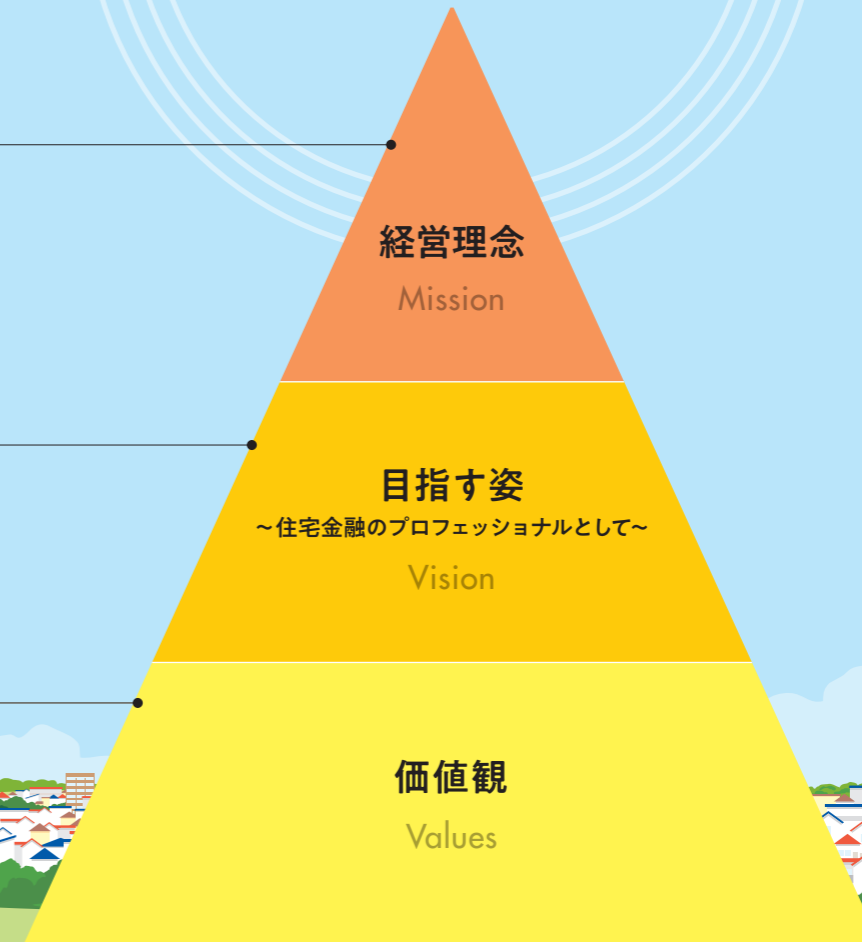 経営理念
Mission
目指す姿
～住宅金融のプロフェッショナルとして～
Vision
価値観
Values